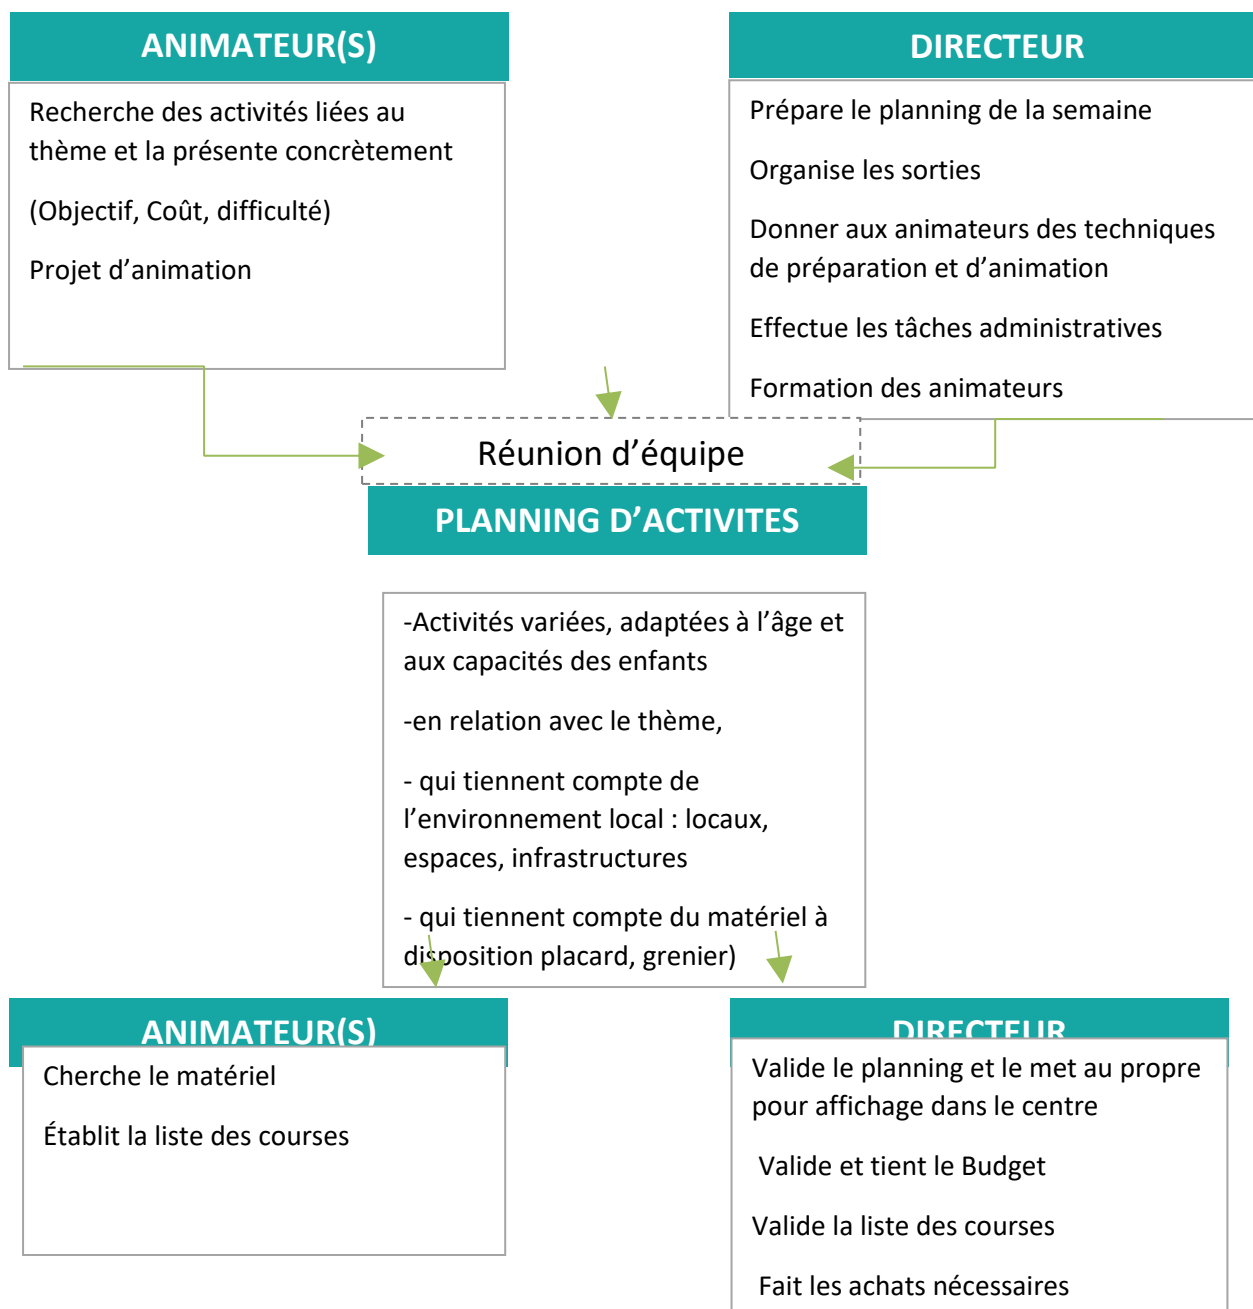 ANIMATEUR(S)
Recherche des activités liées au
thème et la présente concrètement
(Objectif, Coût, difficulté)
Projet d’animation
DIRECTEUR
Prépare le planning de la semaine
Organise les sorties
Donner aux animateurs des techniques
de préparation et d’animation
Effectue les tâches administratives
Formation des animateurs
Réunion d’équipe
PLANNING D’ACTIVITES
-Activités variées, adaptées à l’âge et
aux capacités des enfants
-en relation avec le thème,
- qui tiennent compte de
l’environnement local : locaux,
espaces, infrastructures
- qui tiennent compte du matériel à
disposition placard, grenier)
ANIMATEUR(S)
Cherche le matériel
Établit la liste des courses
DIRECTEUR
Valide le planning et le met au propre
pour affichage dans le centre
Valide et tient le Budget
Valide la liste des courses
Fait les achats nécessaires